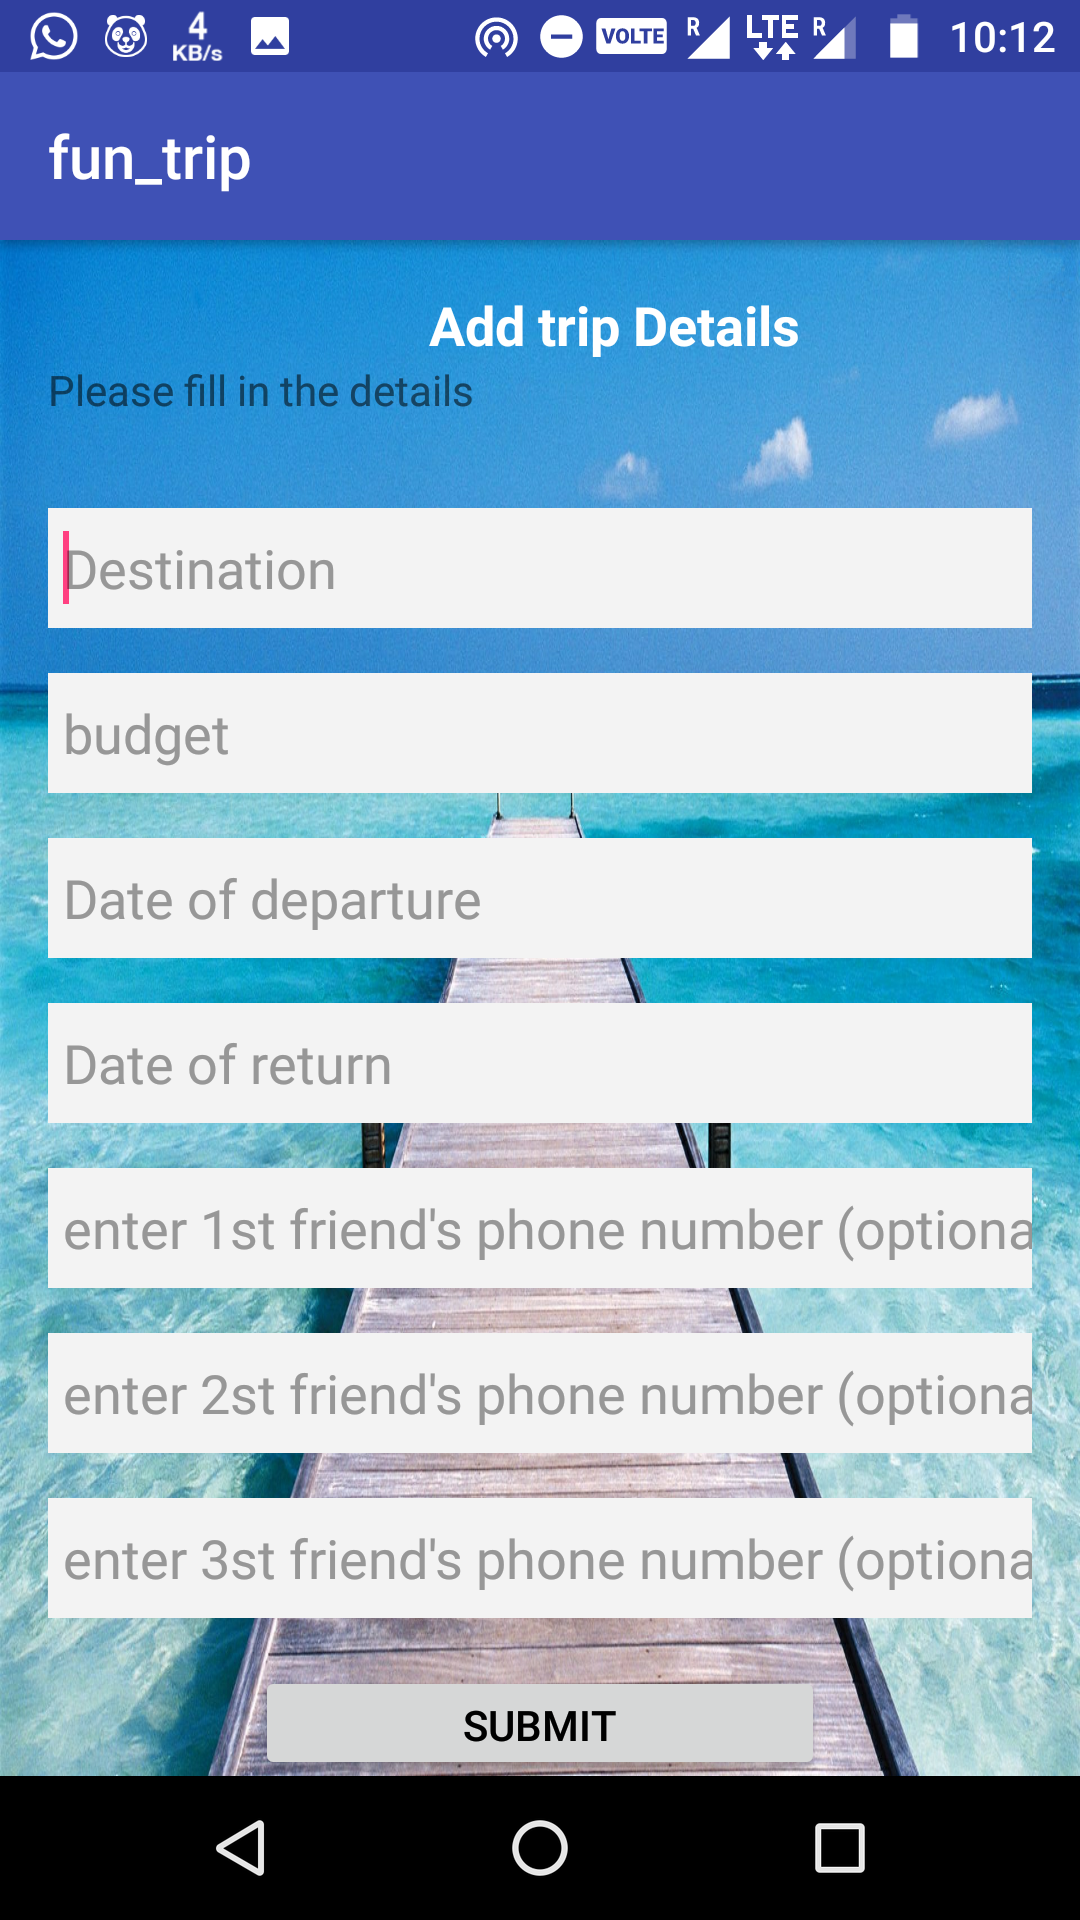 4
KB/s
VOLTE
R
LTE
R
10:12
fun_trip
Add trip Details
Please fill in the details
Destination
budget
Date of departure
Date of return
enter 1st friend's phone number (optiona
enter 2st friend's phone number (optiona
enter 3st friend's phone number (optiona
SUBMIT